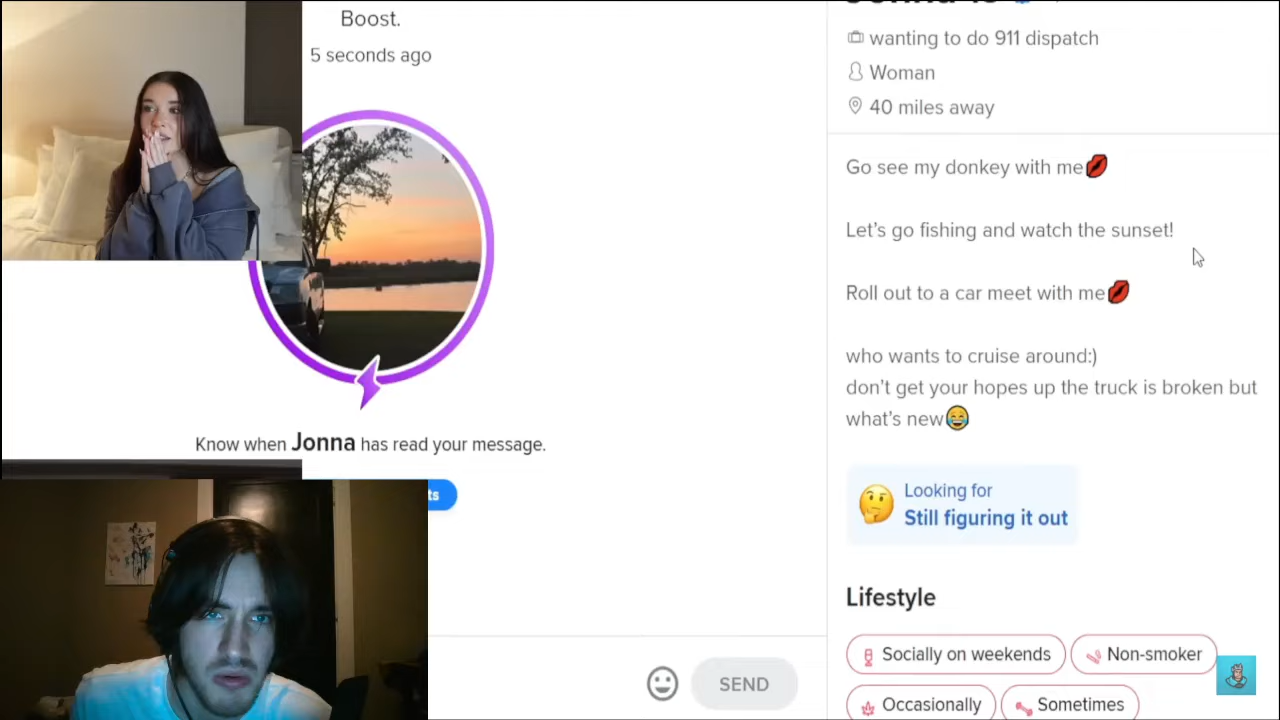 Boost.
5 seconds ago
Know when Jonna has read your message.
SEND
wanting to do 911 dispatch
Woman
40 miles away
Go see my donkey with me💋
Let's go fishing and watch the sunset!
Roll out to a car meet with me💋
who wants to cruise around:)
don't get your hopes up the truck is broken but
what's new😂
Looking for
Still figuring it out
Lifestyle
Socially on weekends
Non-smoker
Occasionally
Sometimes